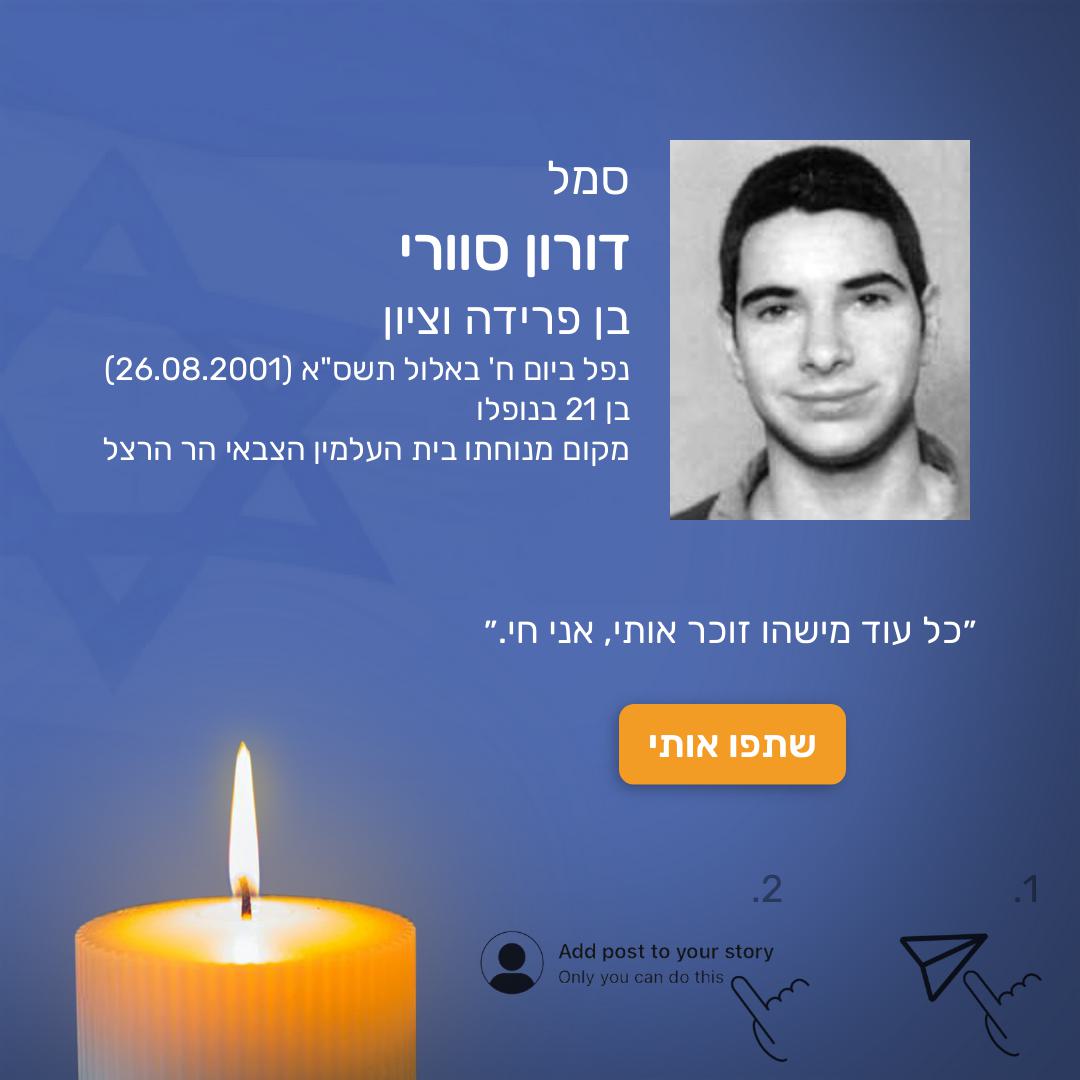 סמל
דורון סוורי
בן פרידה וציון
נפל ביום ח' באלול תשס"א (26.08.2001)
בן 21 בנופלו
מקום מנוחתו בית העלמין הצבאי הר הרצל
״כל עוד מישהו זוכר אותי, אני חי.״
שתפו אותי
1.
2.
Add post to your story
Only you can do this